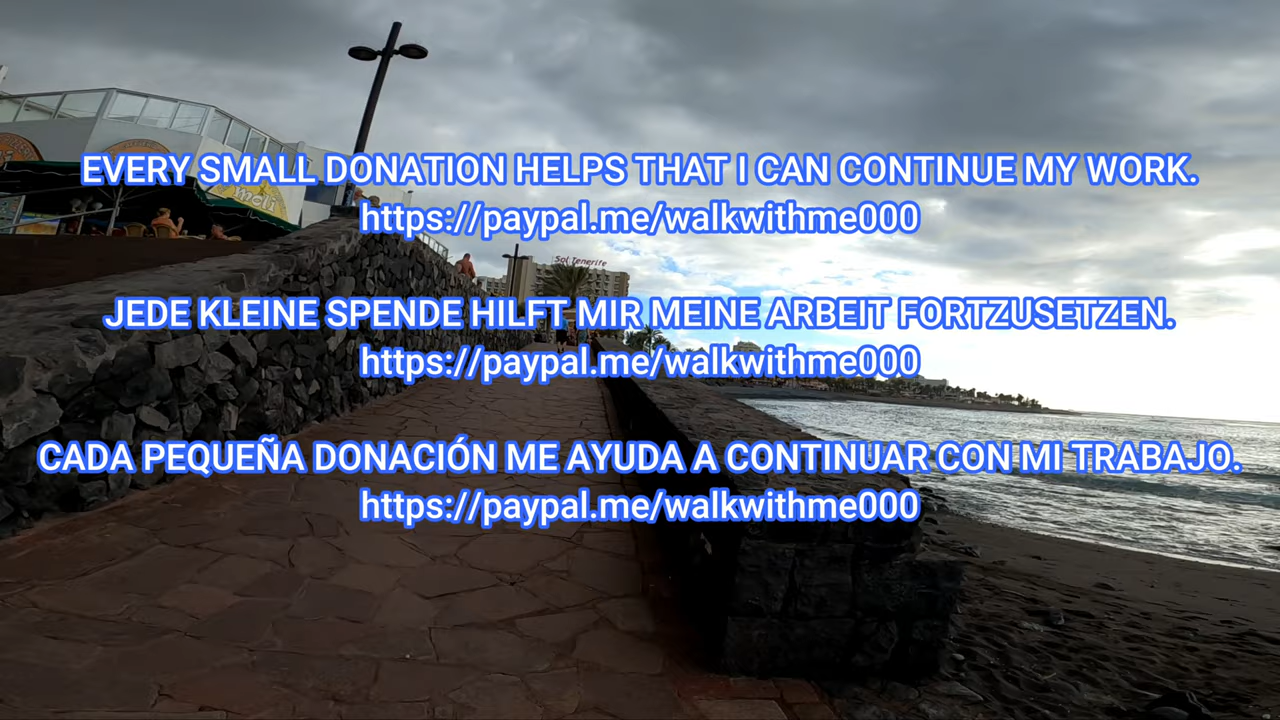 EVERY SMALL DONATION HELPS THAT I CAN CONTINUE MY WORK.
https://paypal.me/walkwithme000
JEDE KLEINE SPENDE HILFT MIR MEINE ARBEIT FORTZUSETZEN.
https://paypal.me/walkwithme000
CADA PEQUEÑA DONACIÓN ME AYUDA A CONTINUAR CON MI TRABAJO.
https://paypal.me/walkwithme000
Sol Tenerife
moli